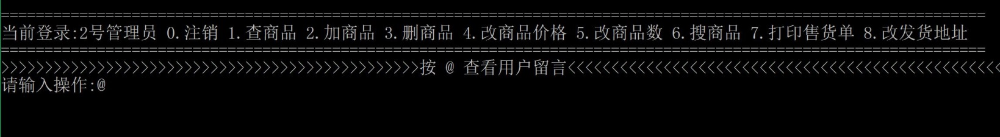 ==================================================================================================================
当前登录:2号管理员 0.注销 1.查商品 2.加商品 3.删商品 4.改商品价格 5.改商品数 6.搜商品 7.打印售货单 8.改发货地址
==================================================================================================================
>>>>>>>>>>>>>>>>>>>>>>>>>>>>>>>>>>>>>>>>>>>>>>>>按 @ 查看用户留言<<<<<<<<<<<<<<<<<<<<<<<<<<<<<<<<<<<<<<<<<<<<<<<<<<
请输入操作:@